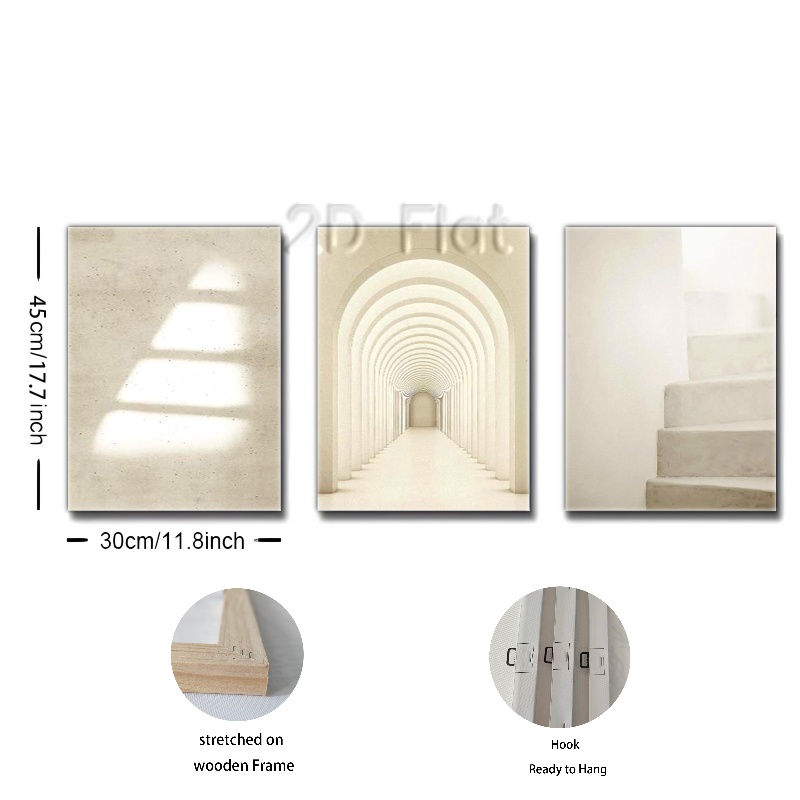 2D Flat
45cm/17.7inch
30cm/11.8inch
stretched on
wooden Frame
Hook
Ready to Hang